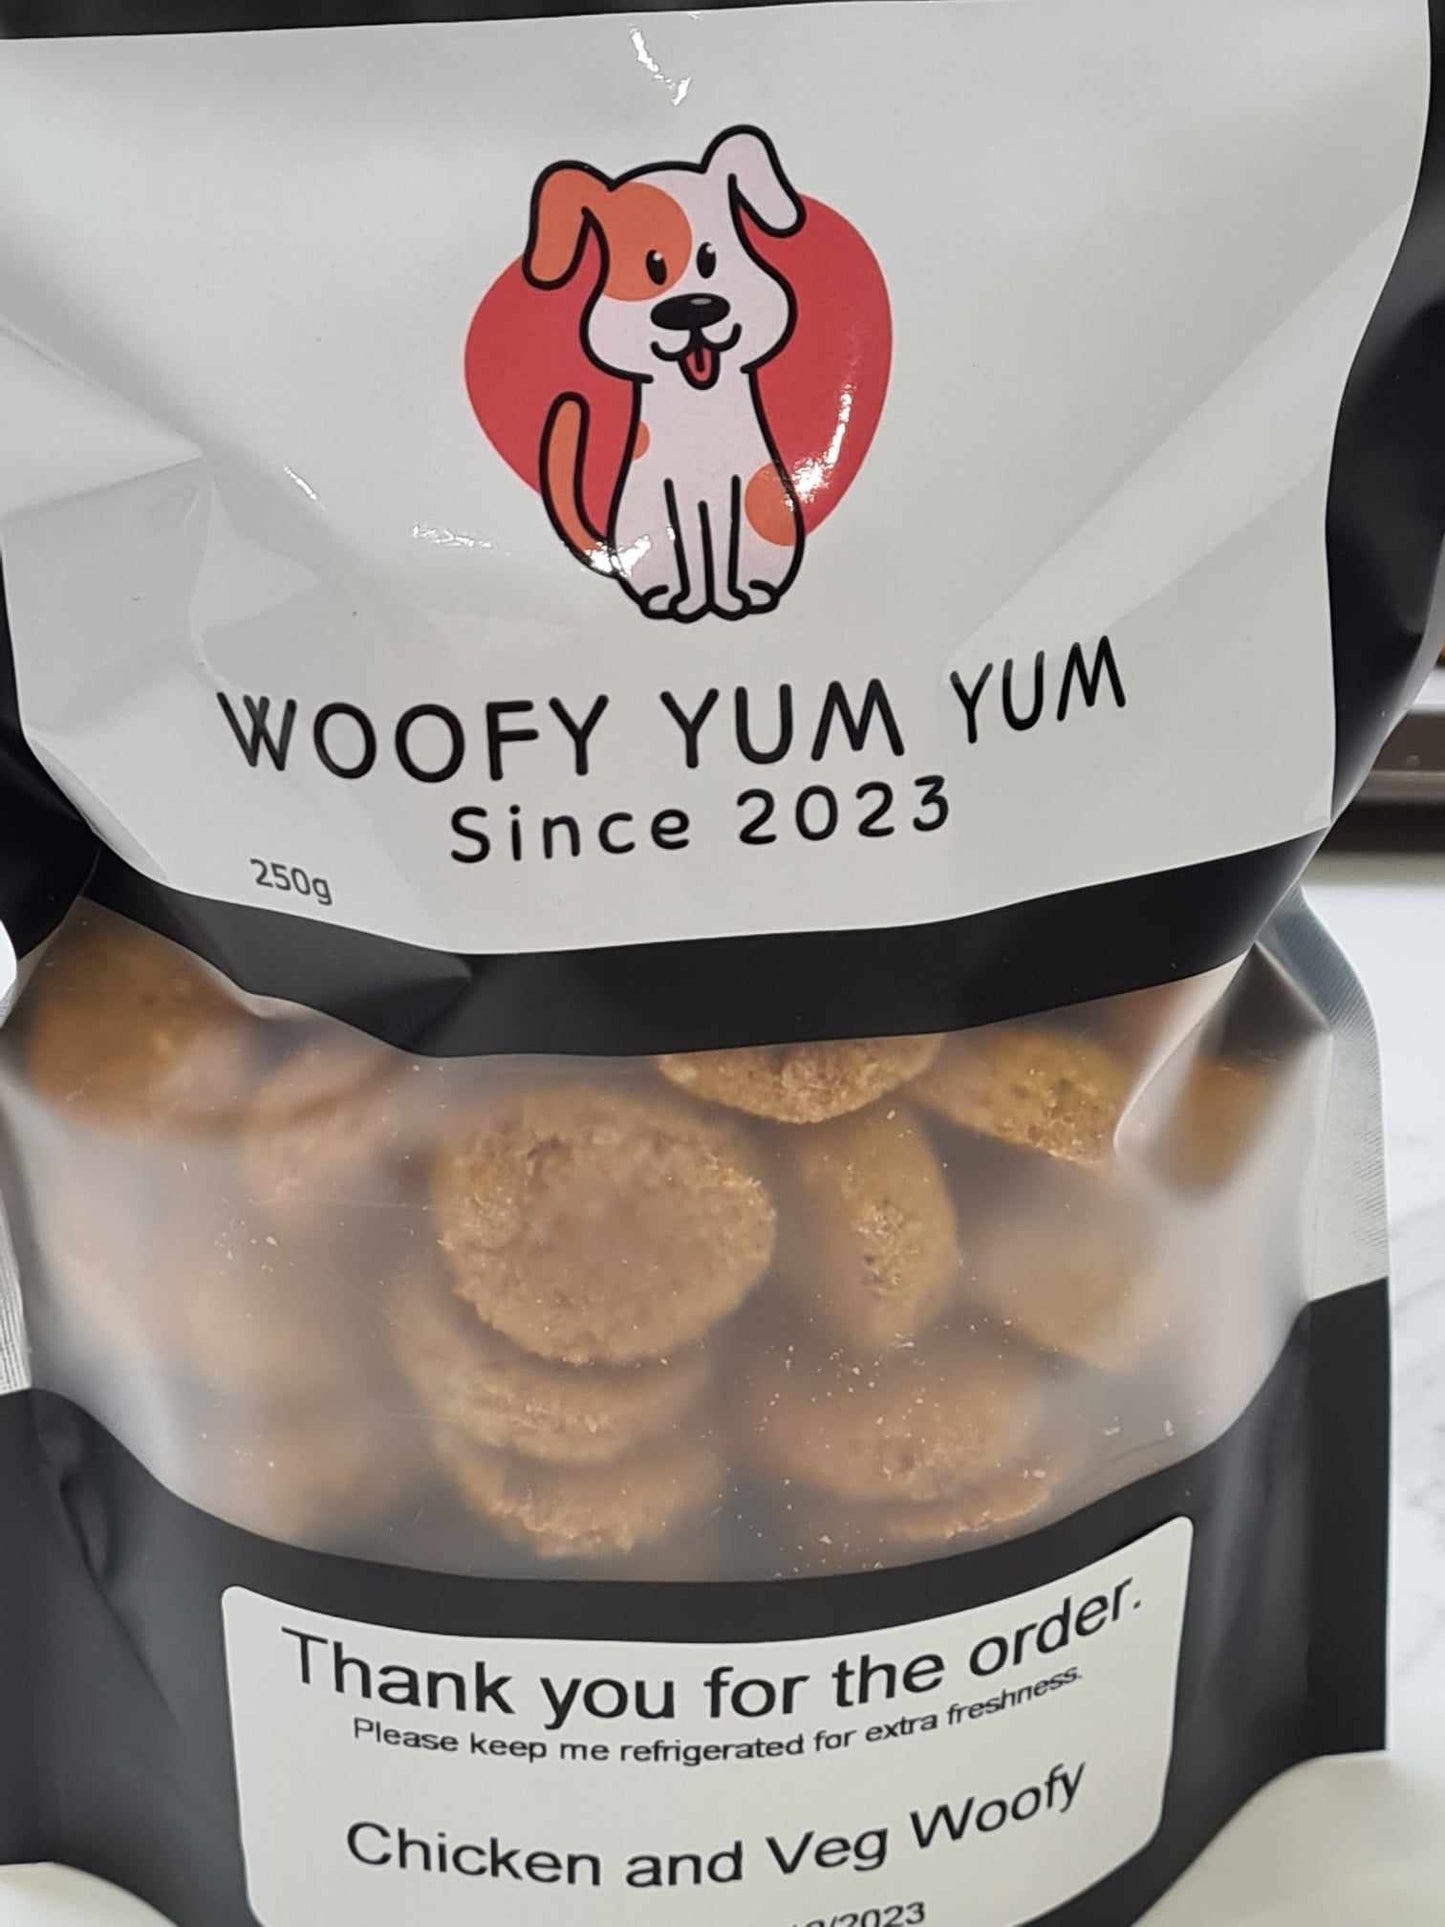 WOOFY YUM YUM
Since 2023
250g
Thank you for the order.
Please keep me refrigerated for extra freshness.
Chicken and Veg Woofy
/2023